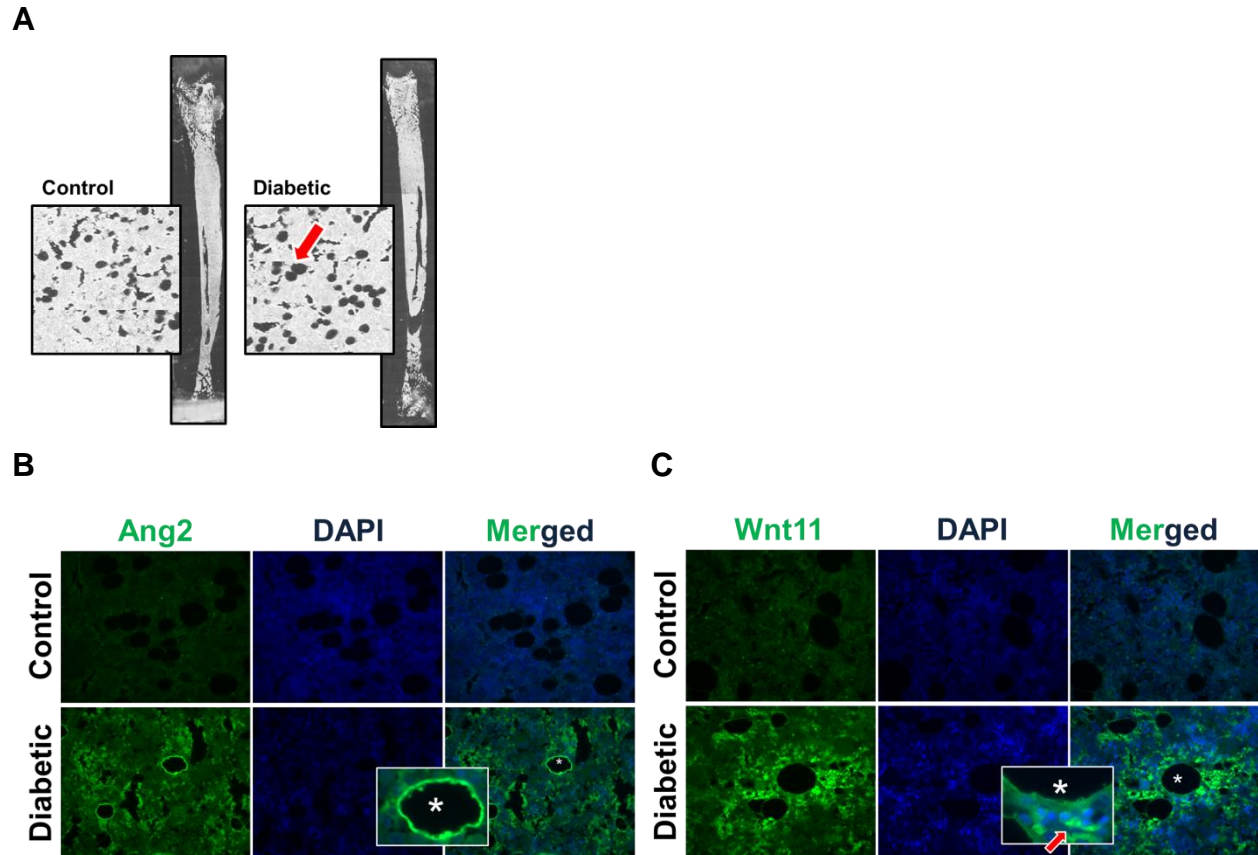 A
Control
Diabetic
B
Ang2
DAPI
Merged
Control
Diabetic
*
*
C
Wnt11
DAPI
Merged
Control
Diabetic
*
*